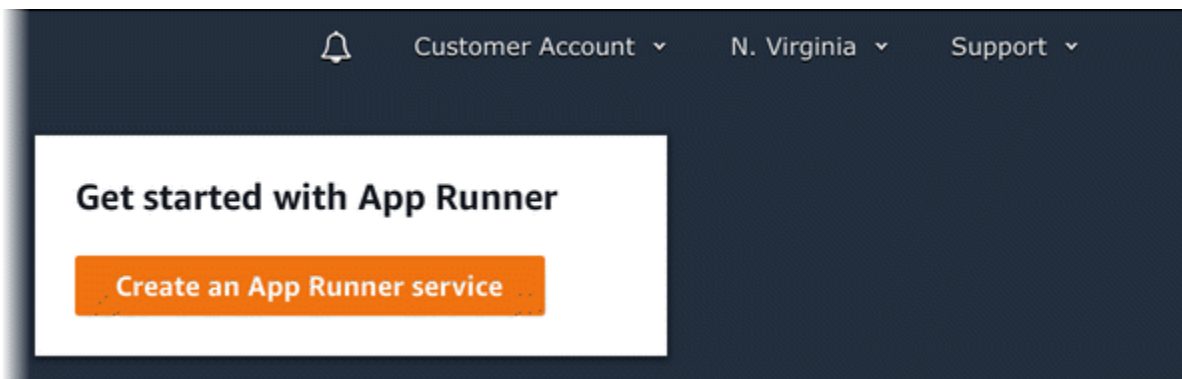 Customer Account N. Virginia Support
Get started with App Runner
Create an App Runner service